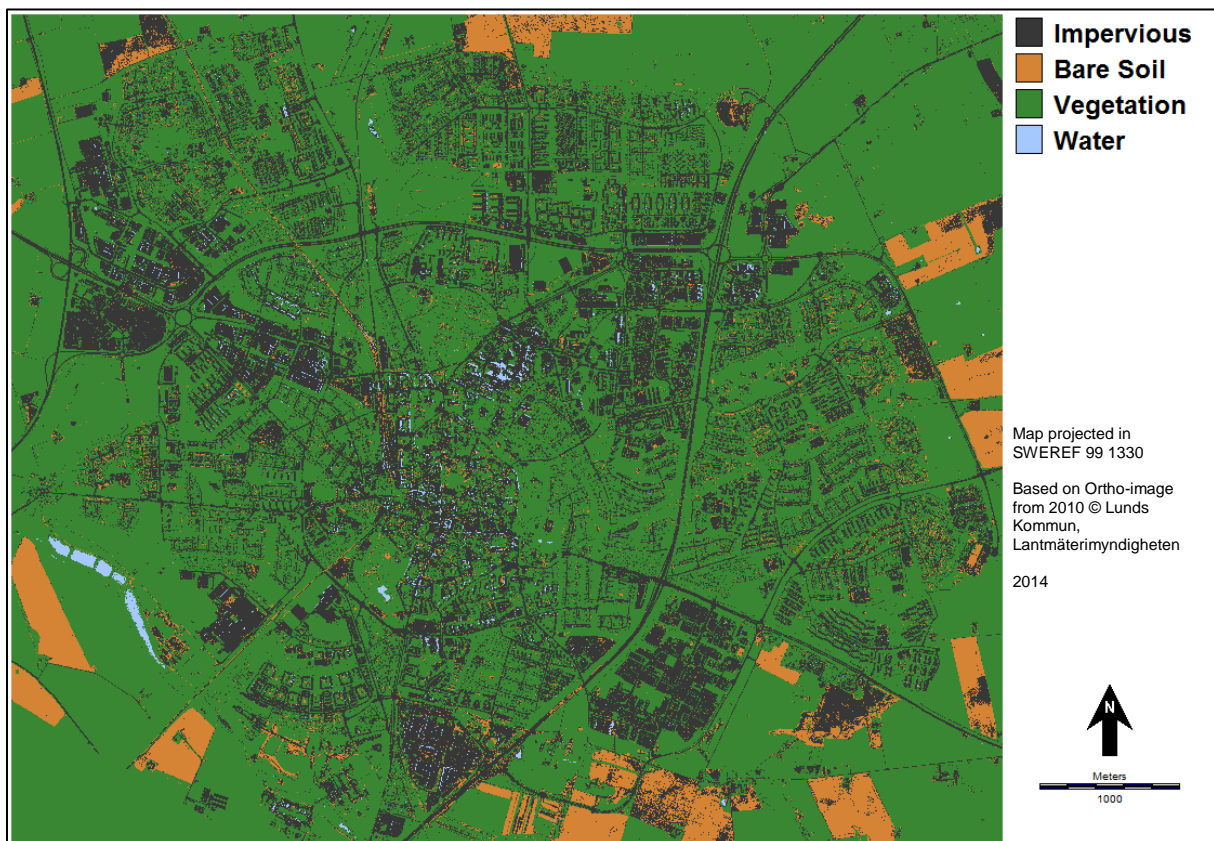 Impervious
Bare Soil
Vegetation
Water
Map projected in
SWEREF 99 1330
Based on Ortho-image
from 2010 © Lunds
Kommun,
Lantmäterimyndigheten
2014
N
Meters
1000